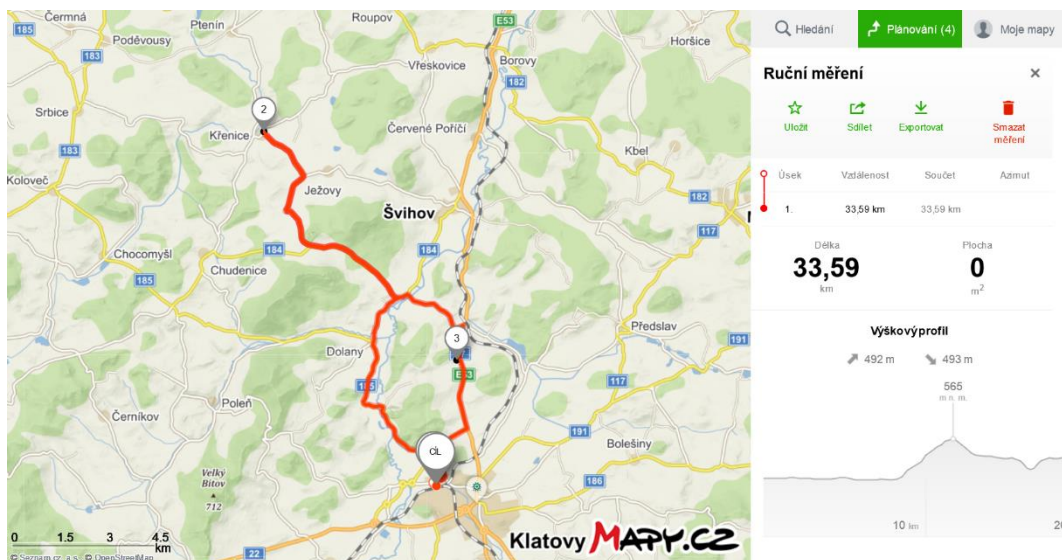 Čermná
Ptenín
Roupov
E53
185
183
Poděvousy
Vřeskovice
Borovy
Horšice
182
Srbice
2
Křenice
Červené Poříčí
183
Kbel
Koloveč
Ježovy
182
Švihov
117
184
184
Chocomyšl
185
Chudenice
Předslav
3
191
Dolany
E53
185
117
Poleň
Černíkov
191
CÍL
Bolešiny
Velký
Bítov
712
186
22
0 1.5 3 4.5
km
Klatovy MAPY.CZ
© Seznam.cz, a.s., © OpenStreetMap
Hledání
Plánování (4)
Moje mapy
Ruční měření
×
Uložit
Sdílet
Exportovat
Smazat
měření
Úsek Vzdálenost Součet Azimut
1. 33,59 km 33,59 km
Délka Plocha
33,59 0
km m²
Výškový profil
492 m 493 m
565
m n. m.
10 km 20